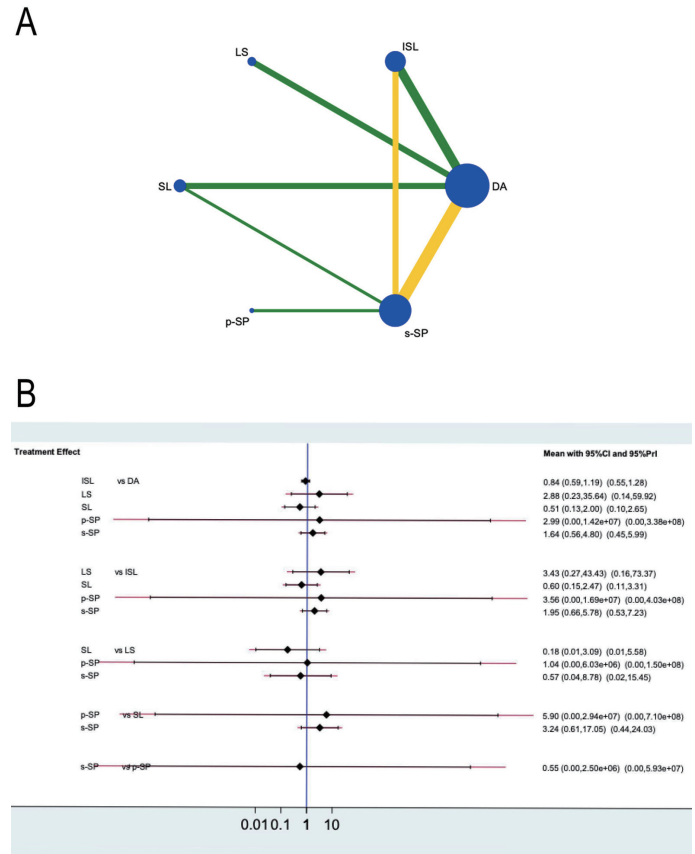 A
LS
ISL
SL
DA
p-SP
s-SP
B
Treatment Effect Mean with 95%CI and 95%PrI
ISL vs DA 0.84 (0.59,1.19) (0.55,1.28)
LS 2.88 (0.23,35.64) (0.14,59.92)
SL 0.51 (0.13,2.00) (0.10,2.65)
p-SP 2.99 (0.00,1.42e+07) (0.00,3.38e+08)
s-SP 1.64 (0.56,4.80) (0.45,5.99)
LS vs ISL 3.43 (0.27,43.43) (0.16,73.37)
SL 0.60 (0.15,2.47) (0.11,3.31)
p-SP 3.56 (0.00,1.69e+07) (0.00,4.03e+08)
s-SP 1.95 (0.66,5.78) (0.53,7.23)
SL vs LS 0.18 (0.01,3.09) (0.01,5.58)
p-SP 1.04 (0.00,6.03e+06) (0.00,1.50e+08)
s-SP 0.57 (0.04,8.78) (0.02,15.45)
p-SP vs SL 5.90 (0.00,2.94e+07) (0.00,7.10e+08)
s-SP 3.24 (0.61,17.05) (0.44,24.03)
s-SP vs p-SP 0.55 (0.00,2.50e+06) (0.00,5.93e+07)
0.01 0.1 1 10